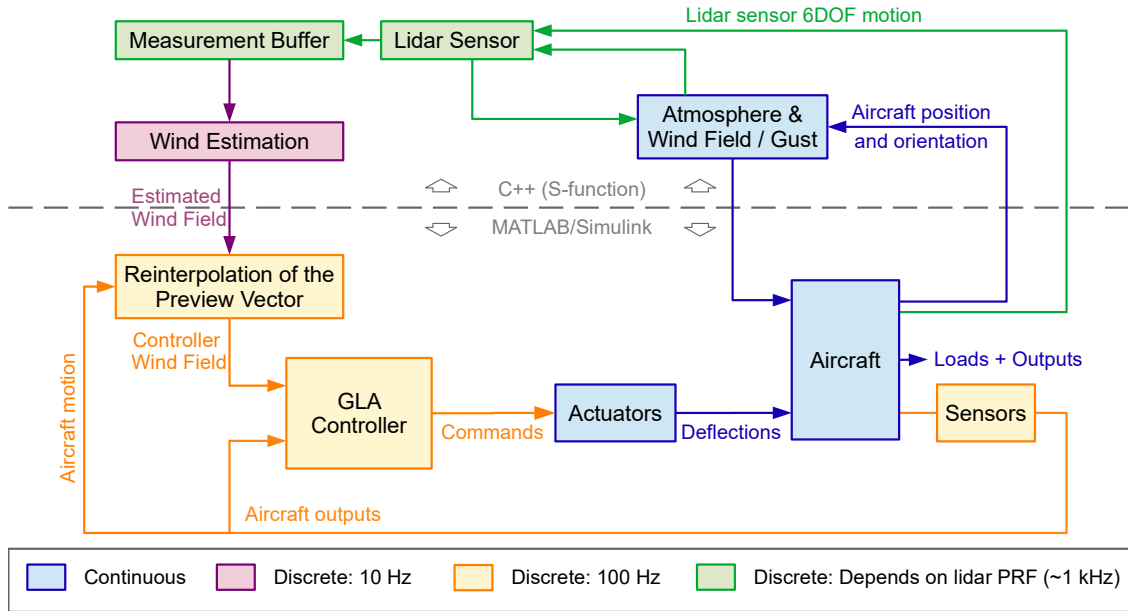 Lidar sensor 6DOF motion
Measurement Buffer
Lidar Sensor
Atmosphere &
Wind Field / Gust
Aircraft position
and orientation
Wind Estimation
Estimated
Wind Field
C++ (S-function)
MATLAB/Simulink
Reinterpolation of the
Preview Vector
Controller
Wind Field
Aircraft motion
GLA
Controller
Commands
Actuators
Deflections
Aircraft
Loads + Outputs
Sensors
Aircraft outputs
Continuous
Discrete: 10 Hz
Discrete: 100 Hz
Discrete: Depends on lidar PRF (~1 kHz)